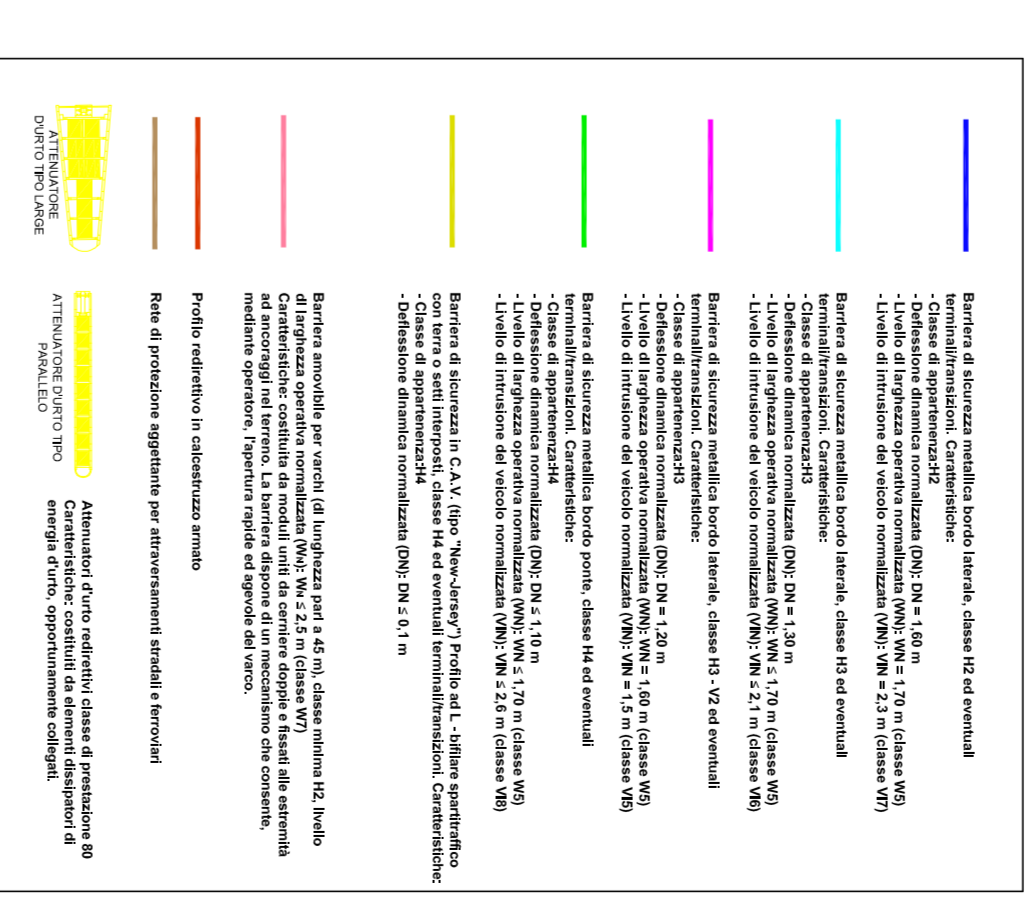 Barriera di sicurezza metallica bordo laterale, classe H2 ed eventuali
terminali/transizioni. Caratteristiche:
- Classe di appartenenza:H2
- Deflessione dinamica normalizzata (DN): DN = 1,60 m
- Livello di larghezza operativa normalizzata (WN): WN = 1,70 m (classe W5)
- Livello di intrusione del veicolo normalizzata (VIN): VIN = 2,3 m (classe VI7)
Barriera di sicurezza metallica bordo laterale, classe H3 ed eventuali
terminali/transizioni. Caratteristiche:
- Classe di appartenenza:H3
- Deflessione dinamica normalizzata (DN): DN = 1,30 m
- Livello di larghezza operativa normalizzata (WN): WN ≤ 1,70 m (classe W5)
- Livello di intrusione del veicolo normalizzata (VIN): VIN ≤ 2,1 m (classe VI6)
Barriera di sicurezza metallica bordo laterale, classe H3 - V2 ed eventuali
terminali/transizioni. Caratteristiche:
- Classe di appartenenza:H3
- Deflessione dinamica normalizzata (DN): DN = 1,20 m
- Livello di larghezza operativa normalizzata (WN): WN = 1,60 m (classe W5)
- Livello di intrusione del veicolo normalizzata (VIN): VIN = 1,5 m (classe VI5)
Barriera di sicurezza metallica bordo ponte, classe H4 ed eventuali
terminali/transizioni. Caratteristiche:
- Classe di appartenenza:H4
- Deflessione dinamica normalizzata (DN): DN ≤ 1,10 m
- Livello di larghezza operativa normalizzata (WN): WN ≤ 1,70 m (classe W5)
- Livello di intrusione del veicolo normalizzata (VIN): VIN ≤ 2,6 m (classe VI8)
Barriera di sicurezza in C.A.V. (tipo "New-Jersey") Profilo ad L - bifilare spartitraffico
con terra o setti interposti, classe H4 ed eventuali terminali/transizioni. Caratteristiche:
- Classe di appartenenza:H4
- Deflessione dinamica normalizzata (DN): DN ≤ 0,1 m
Barriera amovibile per varchi (di lunghezza pari a 45 m), classe minima H2, livello
di larghezza operativa normalizzata (WN): WN ≤ 2,5 m (classe W7)
Caratteristiche: costituita da moduli uniti da cerniere doppie e fissati alle estremità
ad ancoraggi nel terreno. La barriera dispone di un meccanismo che consente,
mediante operatore, l'apertura rapide ed agevole del varco.
Profilo redirettivo in calcestruzzo armato
Rete di protezione aggettante per attraversamenti stradali e ferroviari
ATTENUATORE
D'URTO TIPO LARGE
ATTENUATORE D'URTO TIPO
PARALLELO
Attenuatori d'urto redirettivi classe di prestazione 80
Caratteristiche: costituiti da elementi dissipatori di
energia d'urto, opportunamente collegati.